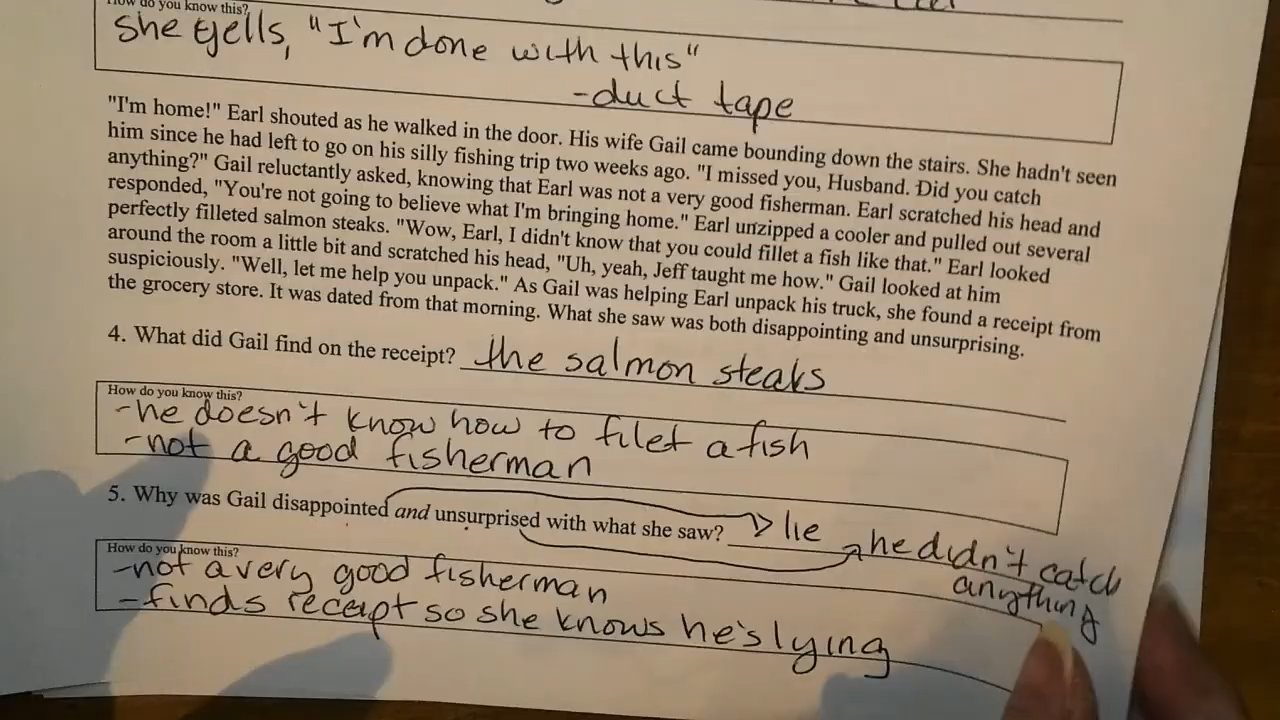 How do you know this?
she yells, "I'm done with this"
-duct tape
"I'm home!" Earl shouted as he walked in the door. His wife Gail came bounding down the stairs. She hadn't seen
him since he had left to go on his silly fishing trip two weeks ago. "I missed you, Husband. Did you catch
anything?" Gail reluctantly asked, knowing that Earl was not a very good fisherman. Earl scratched his head and
responded, "You're not going to believe what I'm bringing home." Earl unzipped a cooler and pulled out several
perfectly filleted salmon steaks. "Wow, Earl, I didn't know that you could fillet a fish like that." Earl looked
around the room a little bit and scratched his head, "Uh, yeah, Jeff taught me how." Gail looked at him
suspiciously. "Well, let me help you unpack." As Gail was helping Earl unpack his truck, she found a receipt from
the grocery store. It was dated from that morning. What she saw was both disappointing and unsurprising.
4. What did Gail find on the receipt? the salmon steaks
How do you know this?
-he doesn't know how to filet a fish
-not a good fisherman
5. Why was Gail disappointed and unsurprised with what she saw? lie he didn't catch
anything
How do you know this?
-not a very good fisherman
-finds receipt so she knows he's lying